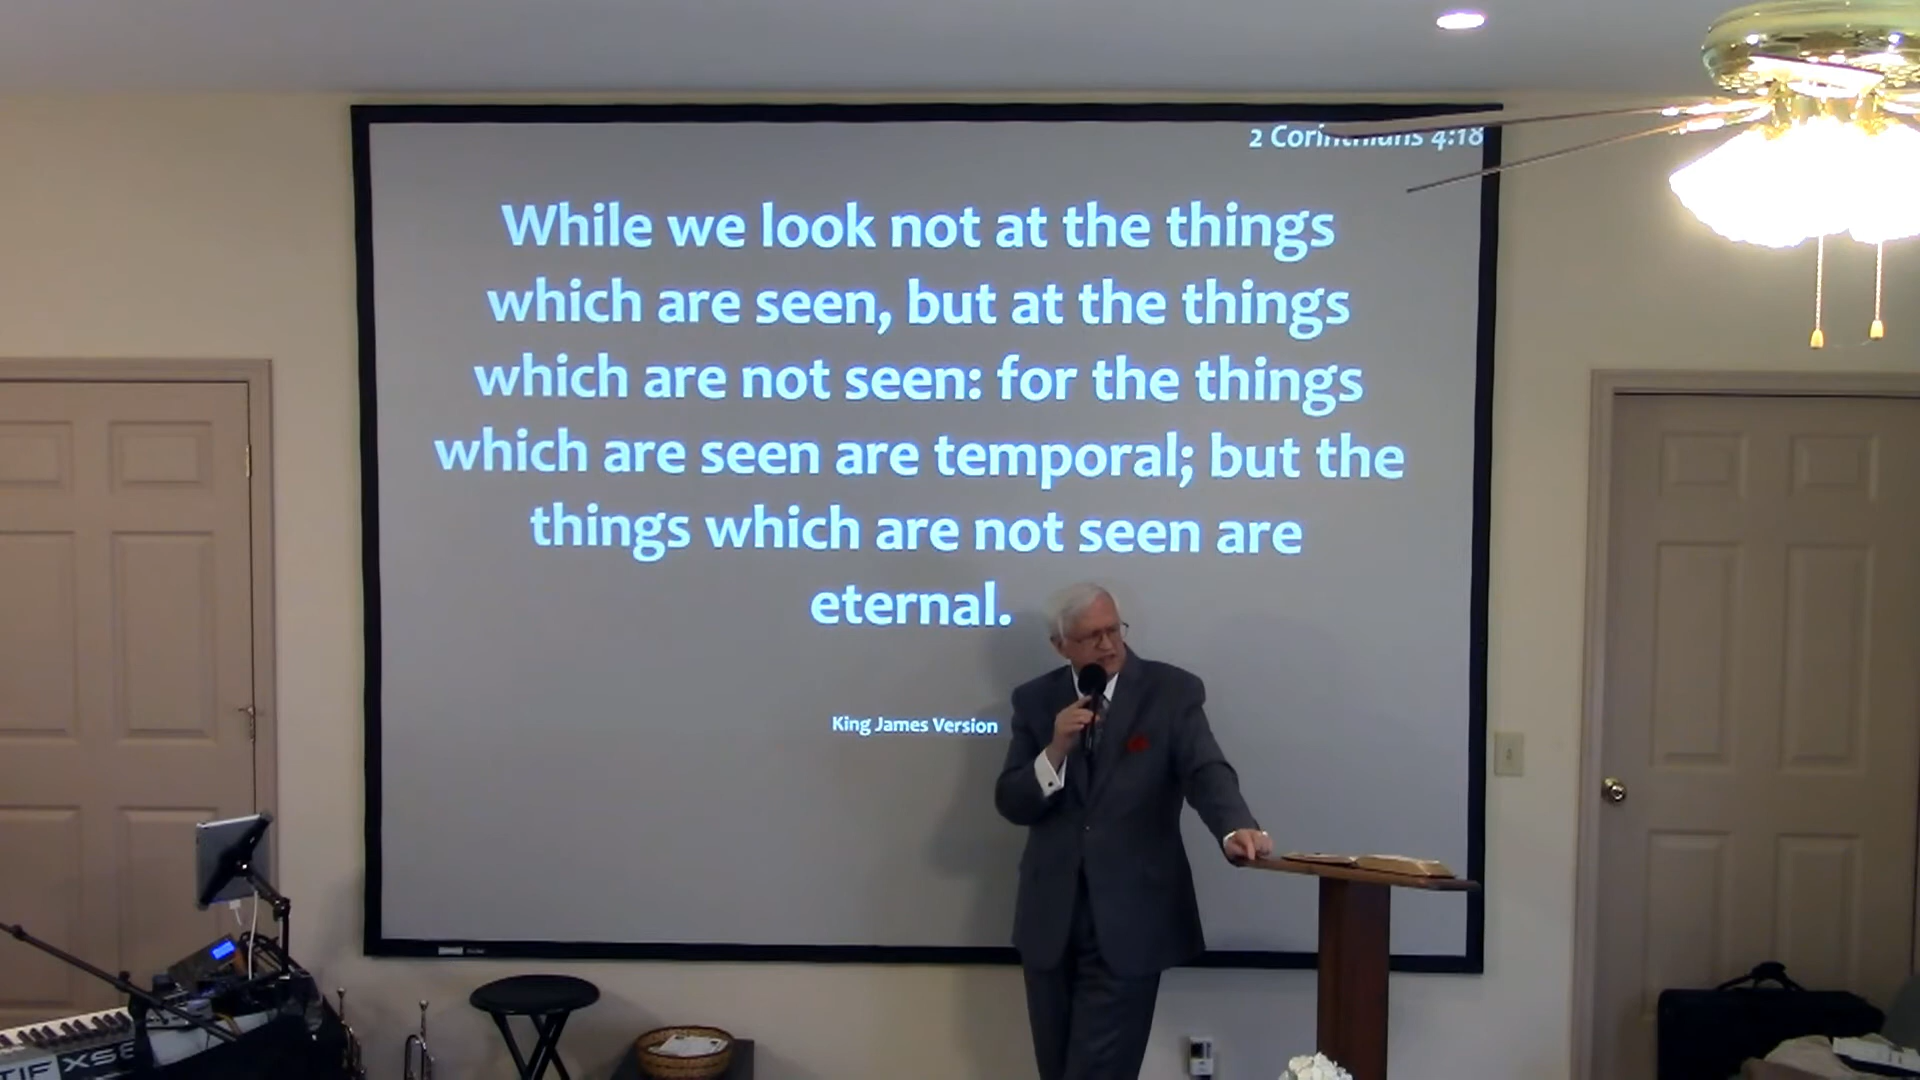 2 Corinthians 4:18
While we look not at the things
which are seen, but at the things
which are not seen: for the things
which are seen are temporal; but the
things which are not seen are
eternal.
King James Version
TIF XS8